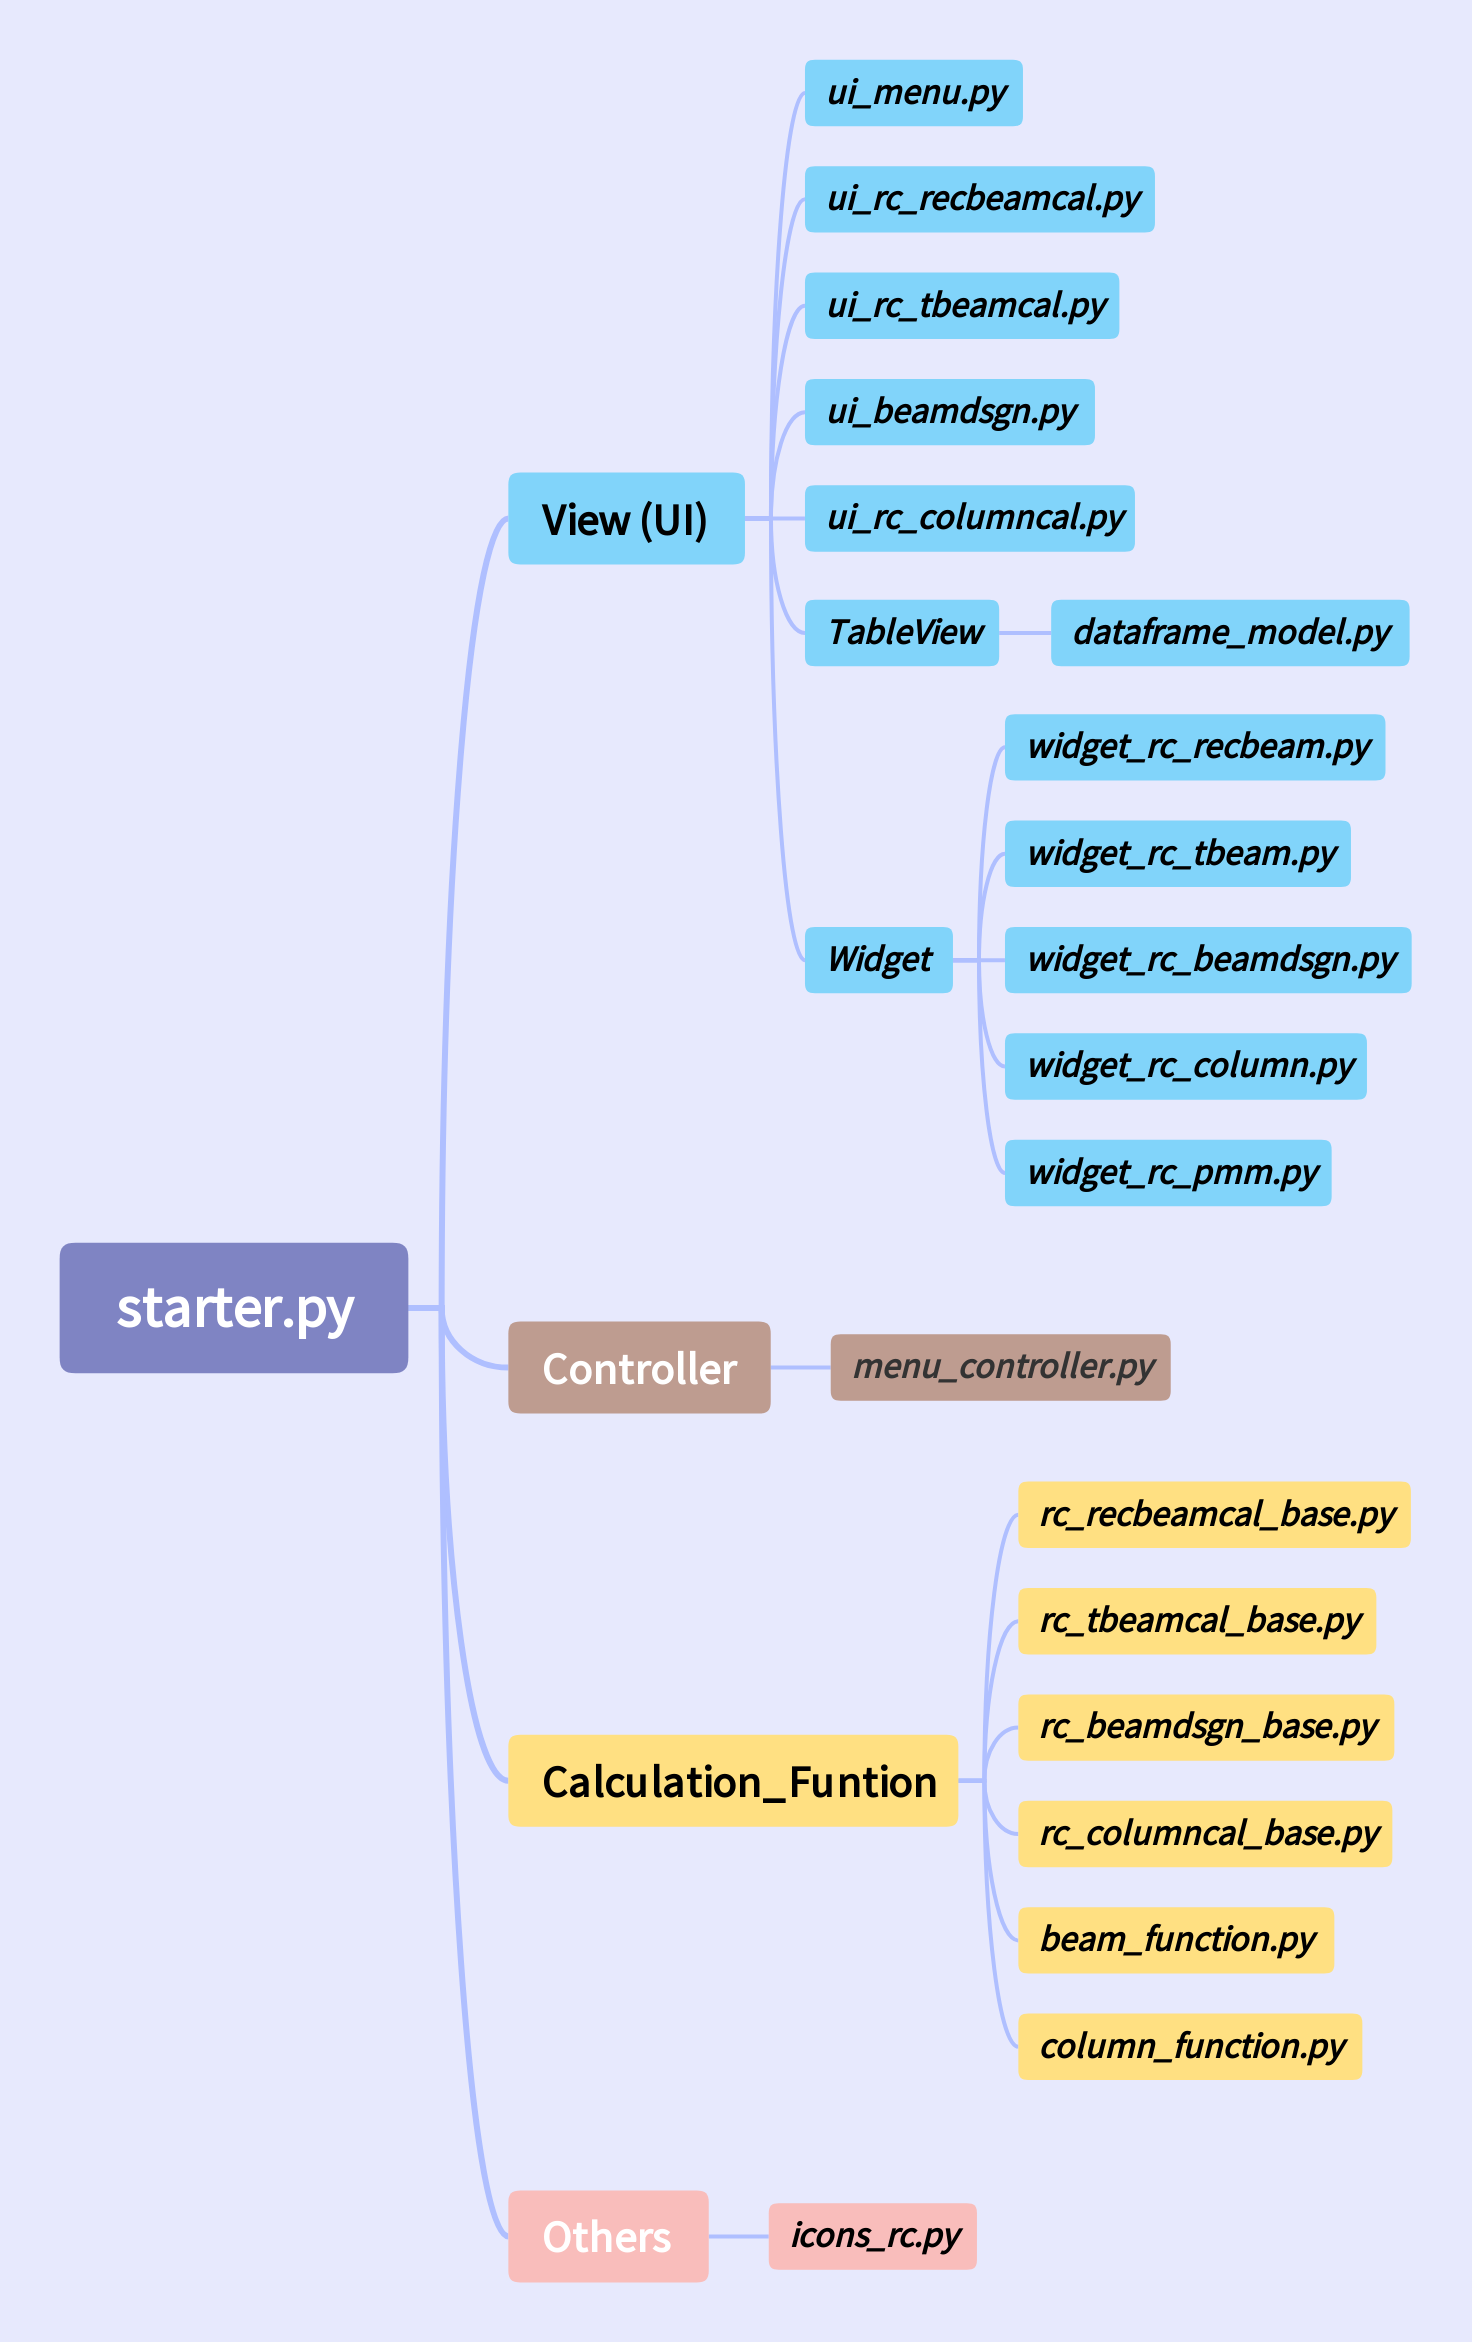 ui_menu.py
ui_rc_recbeamcal.py
ui_rc_tbeamcal.py
ui_beamdsgn.py
View (UI)
ui_rc_columncal.py
TableView
dataframe_model.py
widget_rc_recbeam.py
widget_rc_tbeam.py
Widget
widget_rc_beamdsgn.py
widget_rc_column.py
widget_rc_pmm.py
starter.py
Controller
menu_controller.py
rc_recbeamcal_base.py
rc_tbeamcal_base.py
rc_beamdsgn_base.py
Calculation_Funtion
rc_columncal_base.py
beam_function.py
column_function.py
Others
icons_rc.py